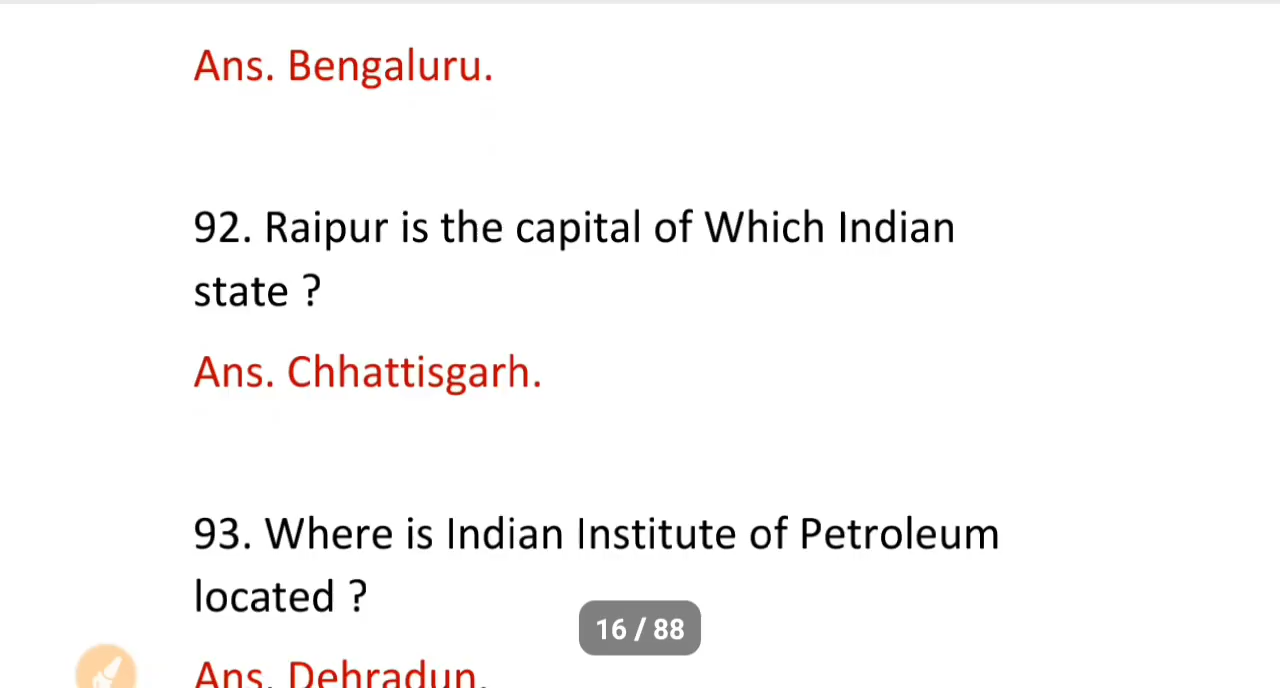 Ans. Bengaluru.
92. Raipur is the capital of Which Indian
state ?
Ans. Chhattisgarh.
93. Where is Indian Institute of Petroleum
located ?
16 / 88
Ans. Dehradun.